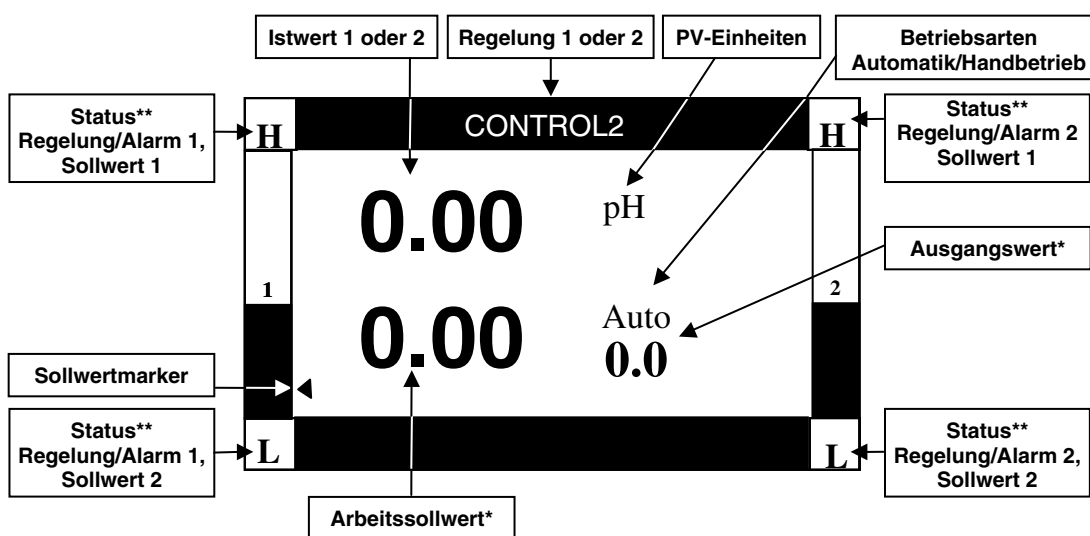 Istwert 1 oder 2
Regelung 1 oder 2
PV-Einheiten
Betriebsarten
Automatik/Handbetrieb
Status**
Regelung/Alarm 1,
Sollwert 1
H
CONTROL2
H
Status**
Regelung/Alarm 2
Sollwert 1
0.00
pH
Ausgangswert*
1
2
0.00
Auto
0.0
Sollwertmarker
Status**
Regelung/Alarm 1,
Sollwert 2
L
L
Status**
Regelung/Alarm 2,
Sollwert 2
Arbeitssollwert*